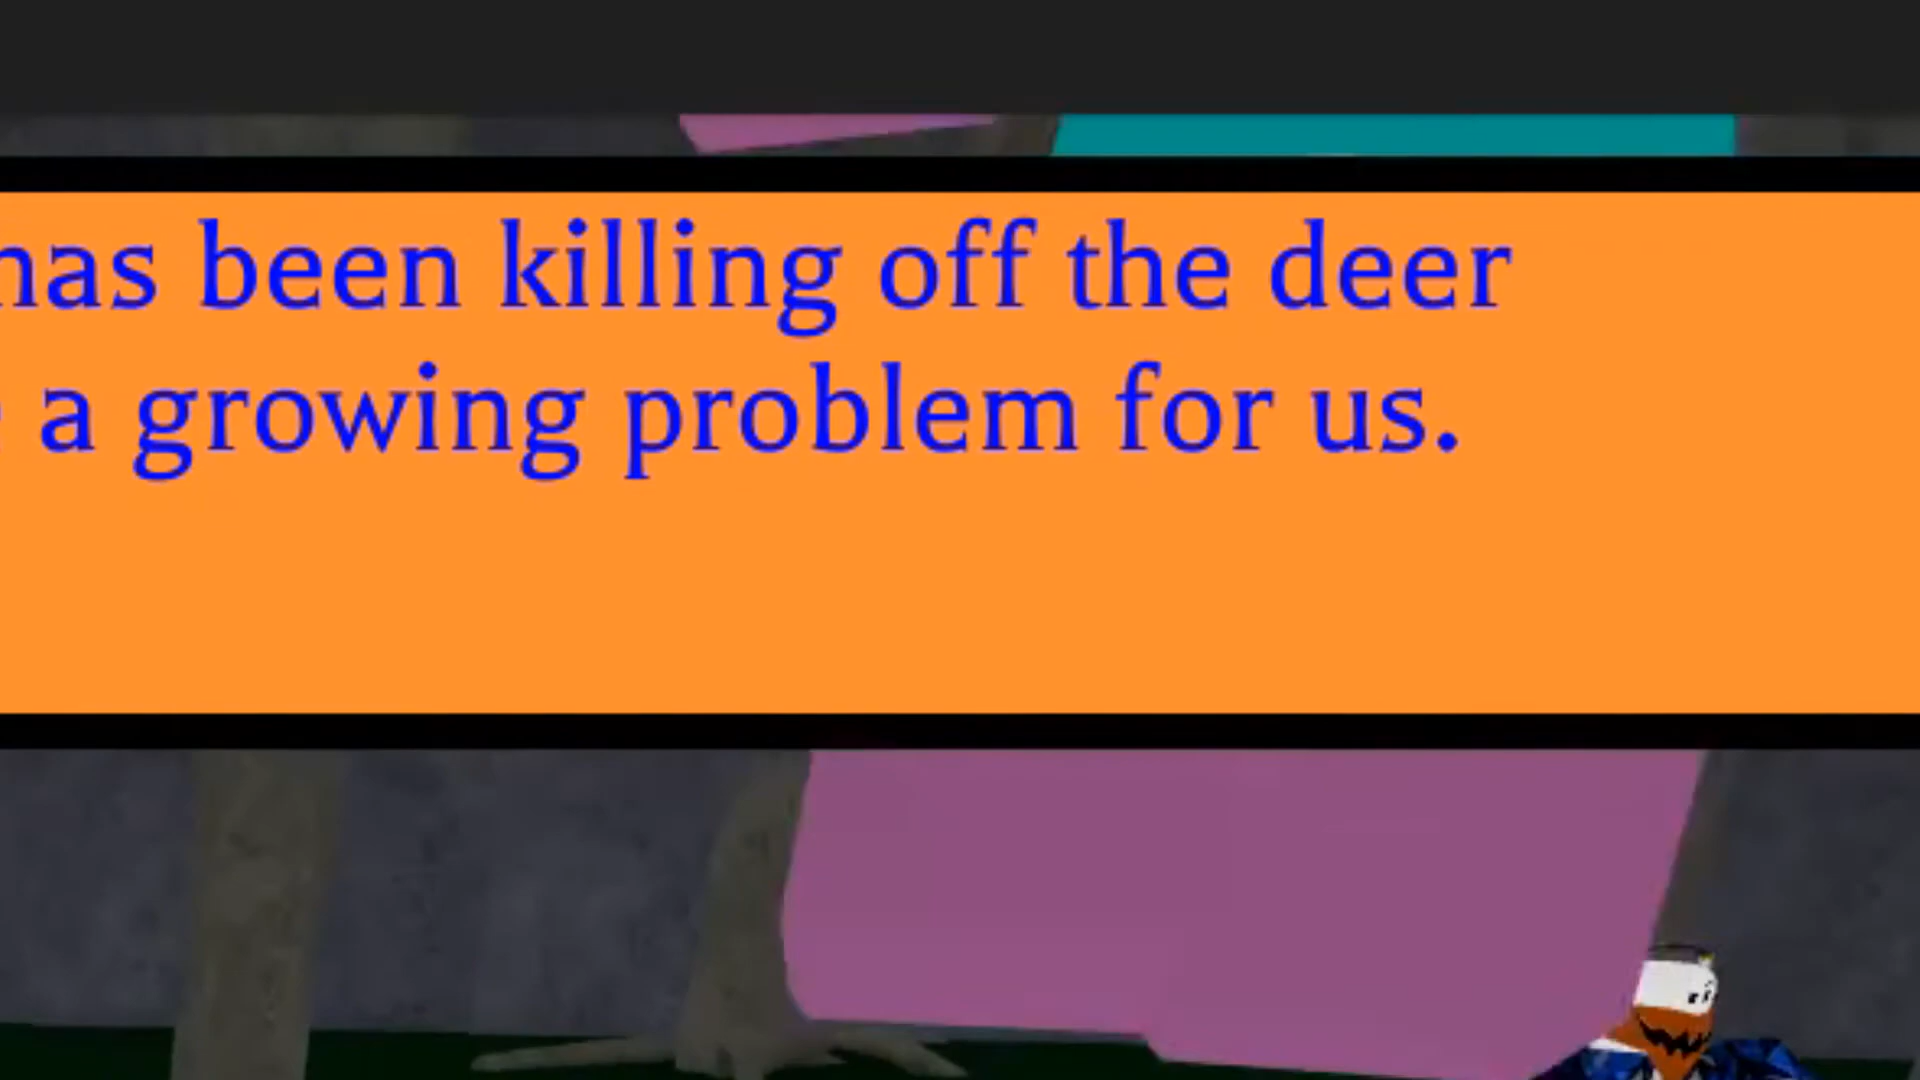 has been killing off the deer
a growing problem for us.